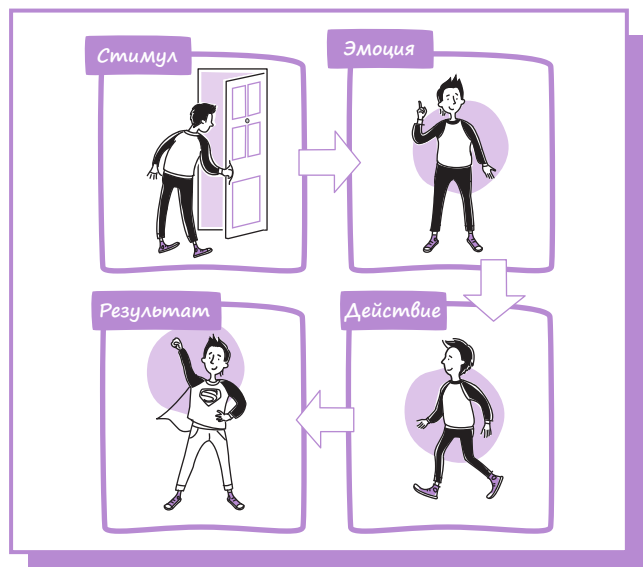 Стимул
Эмоция
Результат
Действие